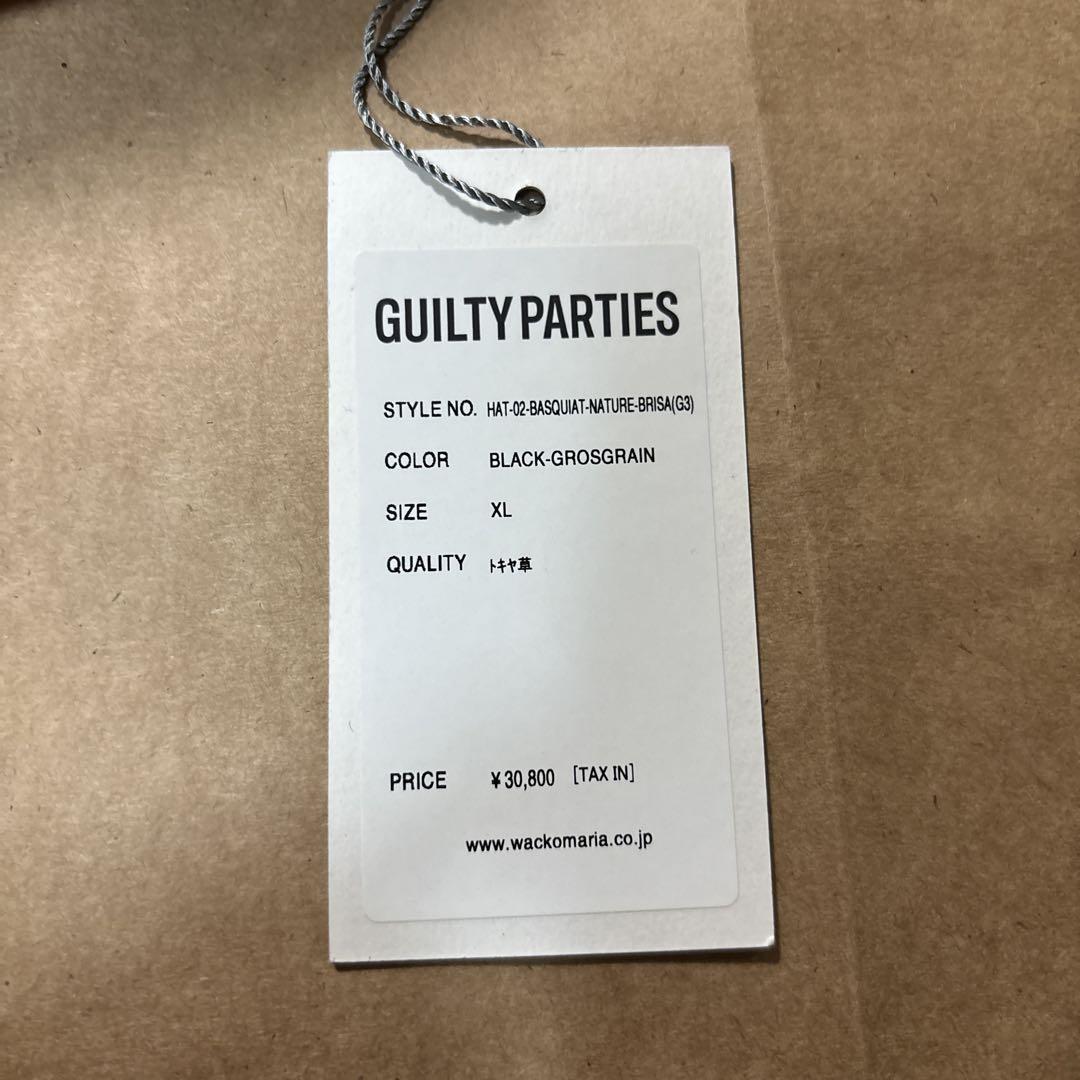 GUILTY PARTIES
STYLE NO. HAT-02-BASQUIAT-NATURE-BRISA(G3)
COLOR BLACK-GROSGRAIN
SIZE XL
QUALITY ﾄｷﾔ草
PRICE ¥30,800 [TAX IN]
www.wackomaria.co.jp